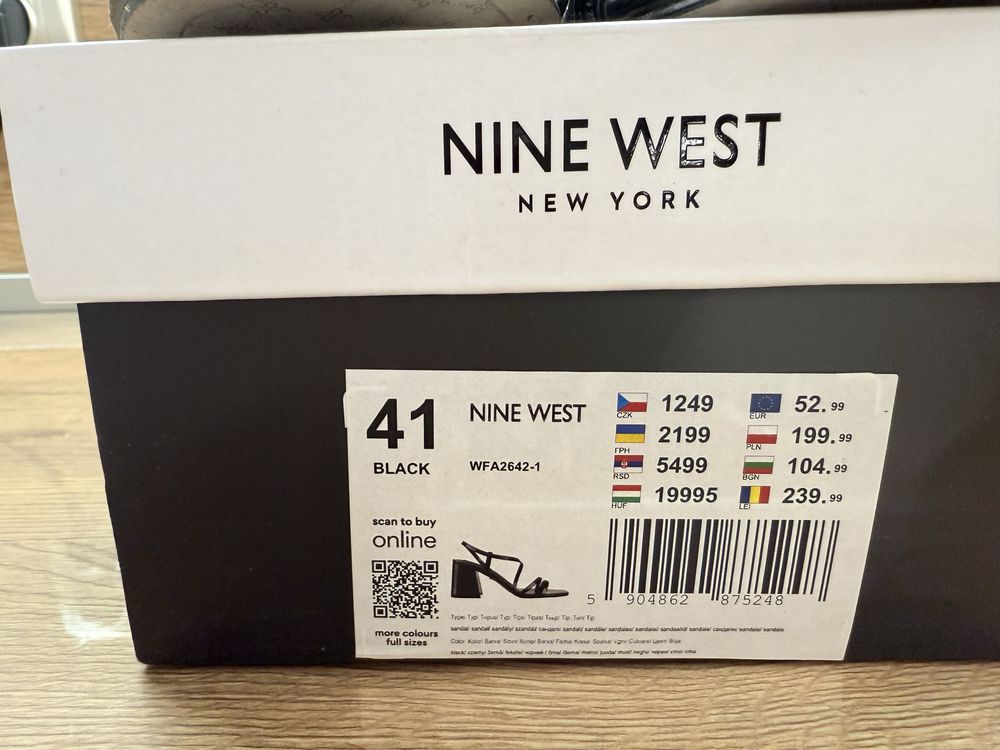 NINE WEST
NEW YORK
41
BLACK
NINE WEST
WFA2642-1
CZK 1249
EUR 52.99
ГРН 2199
PLN 199.99
RSD 5499
BGN 104.99
HUF 19995
LEI 239.99
scan to buy
online
more colours
full sizes
5 904862 875248